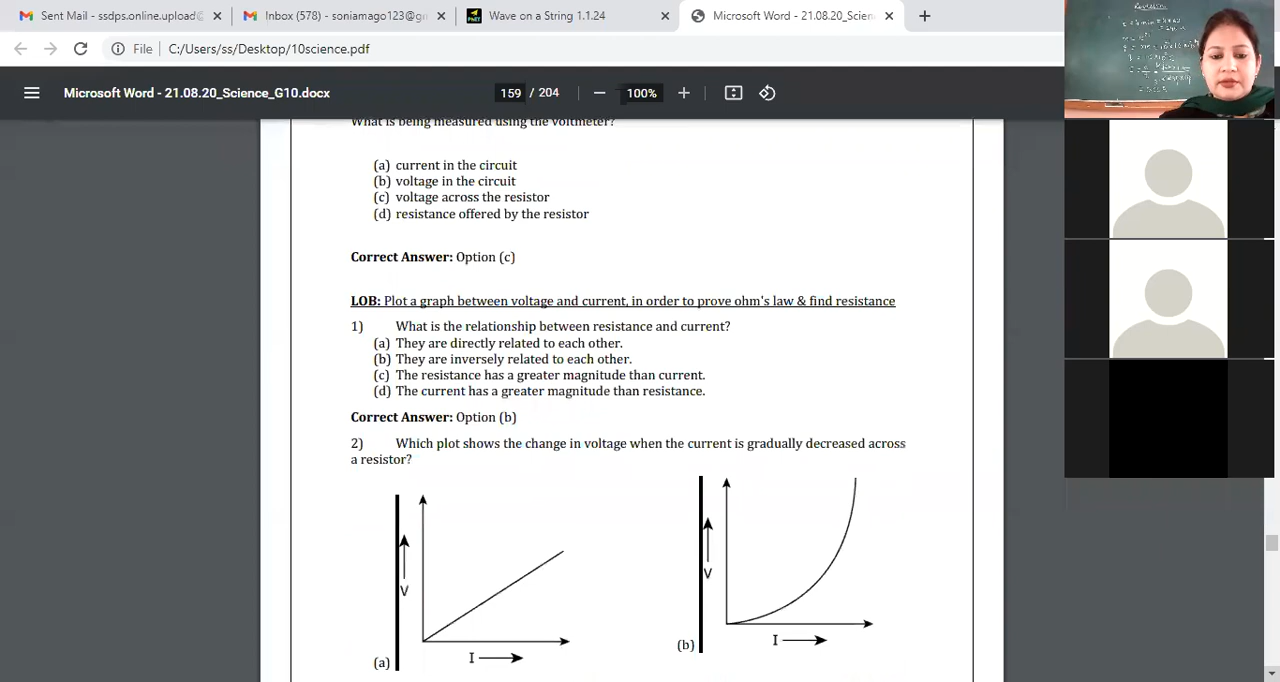 Sent Mail - ssdps.online.upload@
Inbox (578) - soniamago123@g
Wave on a String 1.1.24
Microsoft Word - 21.08.20_Scien
File
C:/Users/ss/Desktop/10science.pdf
Microsoft Word - 21.08.20_Science_G10.docx
159 / 204
100%
What is being measured using the voltmeter?
(a) current in the circuit
(b) voltage in the circuit
(c) voltage across the resistor
(d) resistance offered by the resistor
Correct Answer: Option (c)
LOB: Plot a graph between voltage and current, in order to prove ohm's law & find resistance
1) What is the relationship between resistance and current?
(a) They are directly related to each other.
(b) They are inversely related to each other.
(c) The resistance has a greater magnitude than current.
(d) The current has a greater magnitude than resistance.
Correct Answer: Option (b)
2) Which plot shows the change in voltage when the current is gradually decreased across
a resistor?
V
I
(a)
V
I
(b)